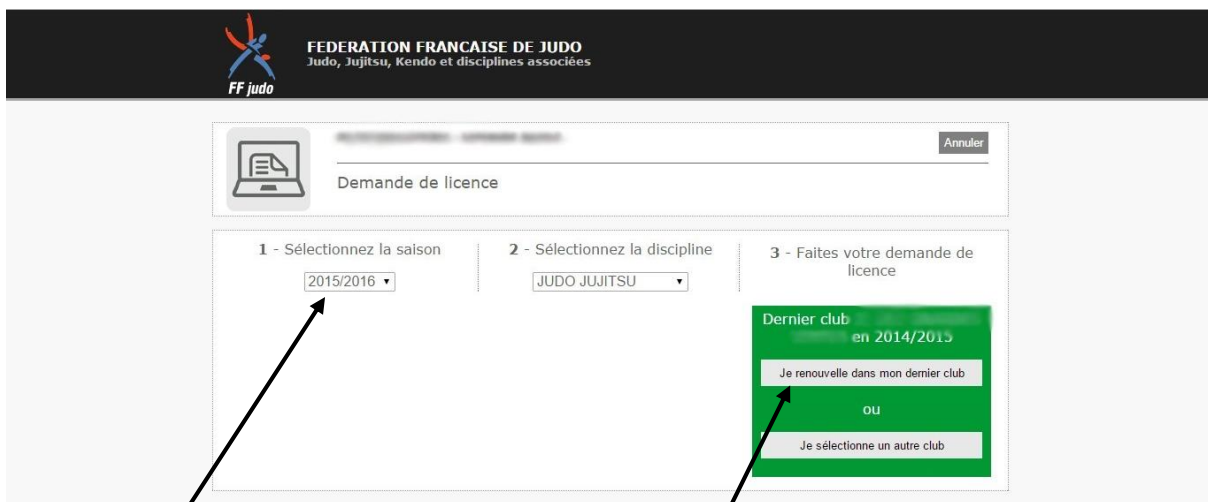 FEDERATION FRANCAISE DE JUDO
Judo, Jujitsu, Kendo et disciplines associées
FF judo
Annuler
Demande de licence
1 - Sélectionnez la saison
2015/2016
2 - Sélectionnez la discipline
JUDO JUJITSU
3 - Faites votre demande de
licence
Dernier club
en 2014/2015
Je renouvelle dans mon dernier club
ou
Je sélectionne un autre club